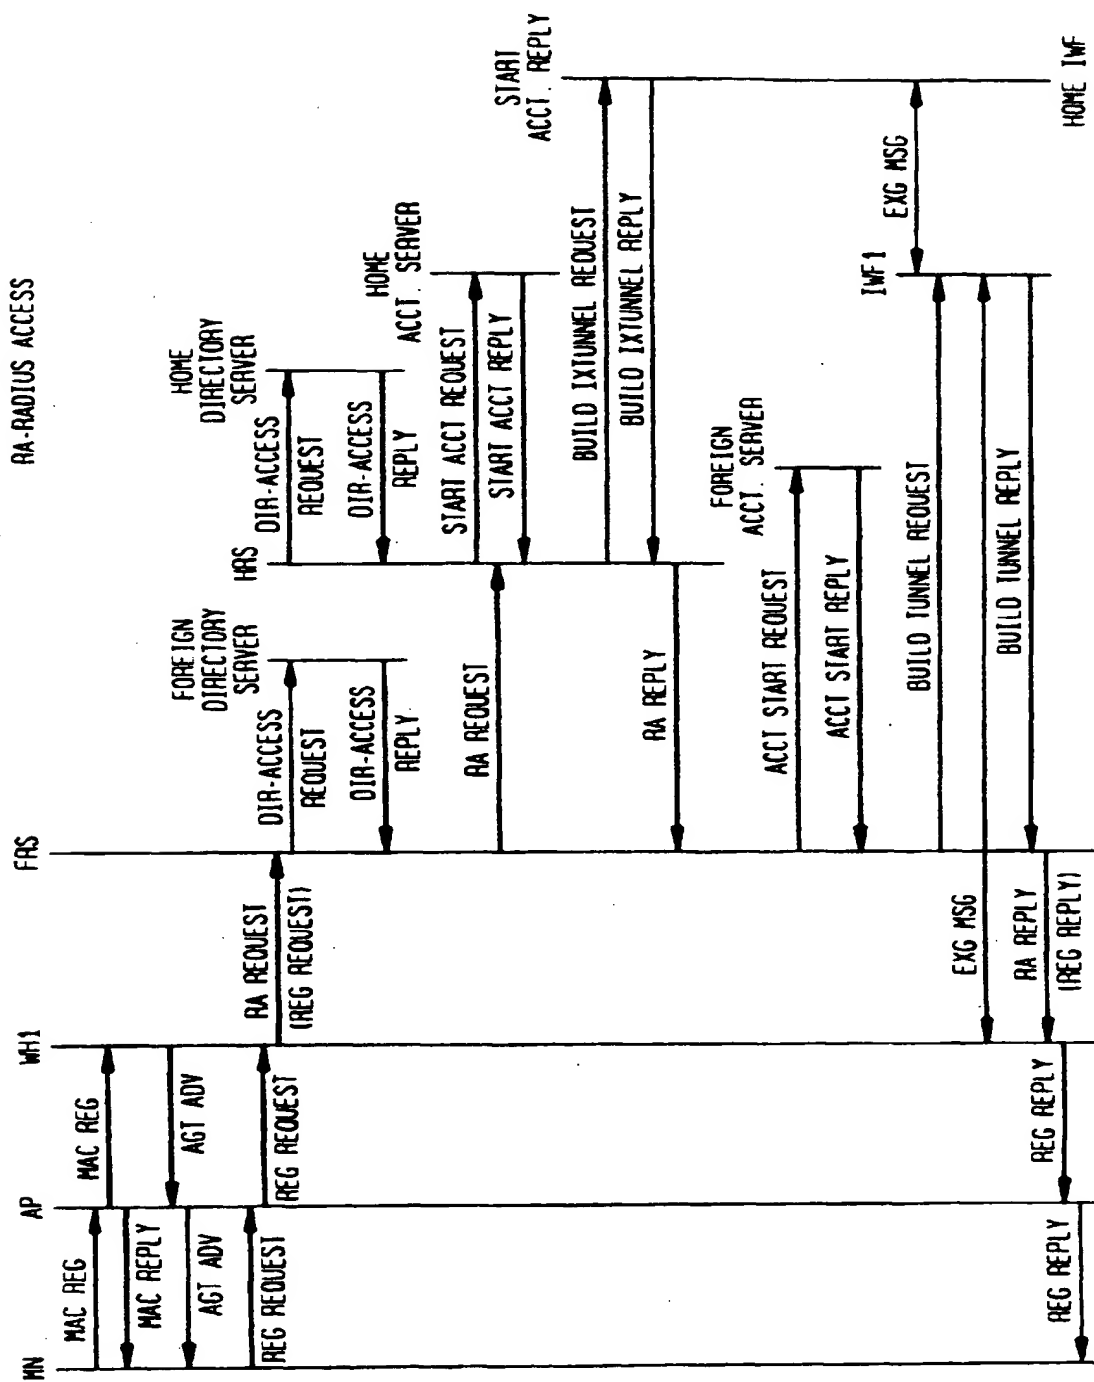 RA-RADIUS ACCESS
MN
AP
WH1
FRS
HRS
FOREIGN
DIRECTORY
SERVER
HOME
DIRECTORY
SERVER
HOME
ACCT. SERVER
START
ACCT. REPLY
FOREIGN
ACCT. SERVER
IWF1
HOME IWF
MAC REG
MAC REG
MAC REPLY
AGT ADV
AGT ADV
REG REQUEST
REG REQUEST
RA REQUEST
(REG REQUEST)
DIR-ACCESS
REQUEST
DIR-ACCESS
REPLY
DIR-ACCESS
REQUEST
DIR-ACCESS
REPLY
RA REQUEST
START ACCT REQUEST
START ACCT REPLY
BUILD IXTUNNEL REQUEST
BUILD IXTUNNEL REPLY
RA REPLY
ACCT START REQUEST
ACCT START REPLY
BUILD TUNNEL REQUEST
EXG MSG
EXG MSG
BUILD TUNNEL REPLY
RA REPLY
(REG REPLY)
REG REPLY
REG REPLY